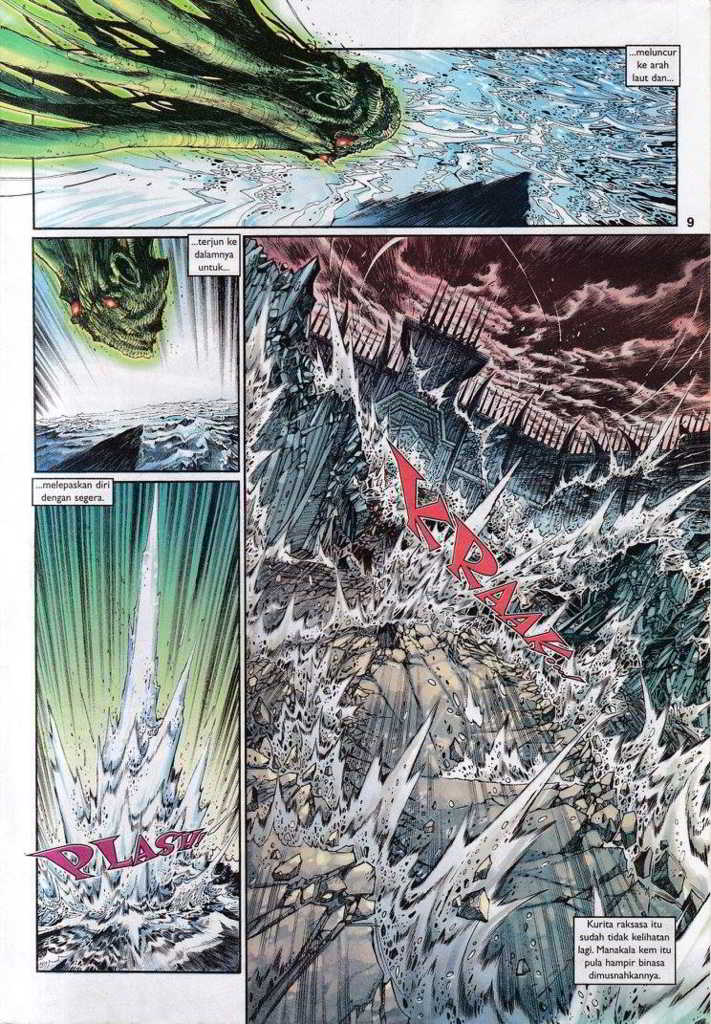 ...meluncur
ke arah
laut dan...
9
...terjun ke
dalamnya
untuk...
...melepaskan diri
dengan segera.
PLASH!
KRAAK!
Kurita raksasa itu
sudah tidak kelihatan
lagi. Manakala kem itu
pula hampir binasa
dimusnahkannya.